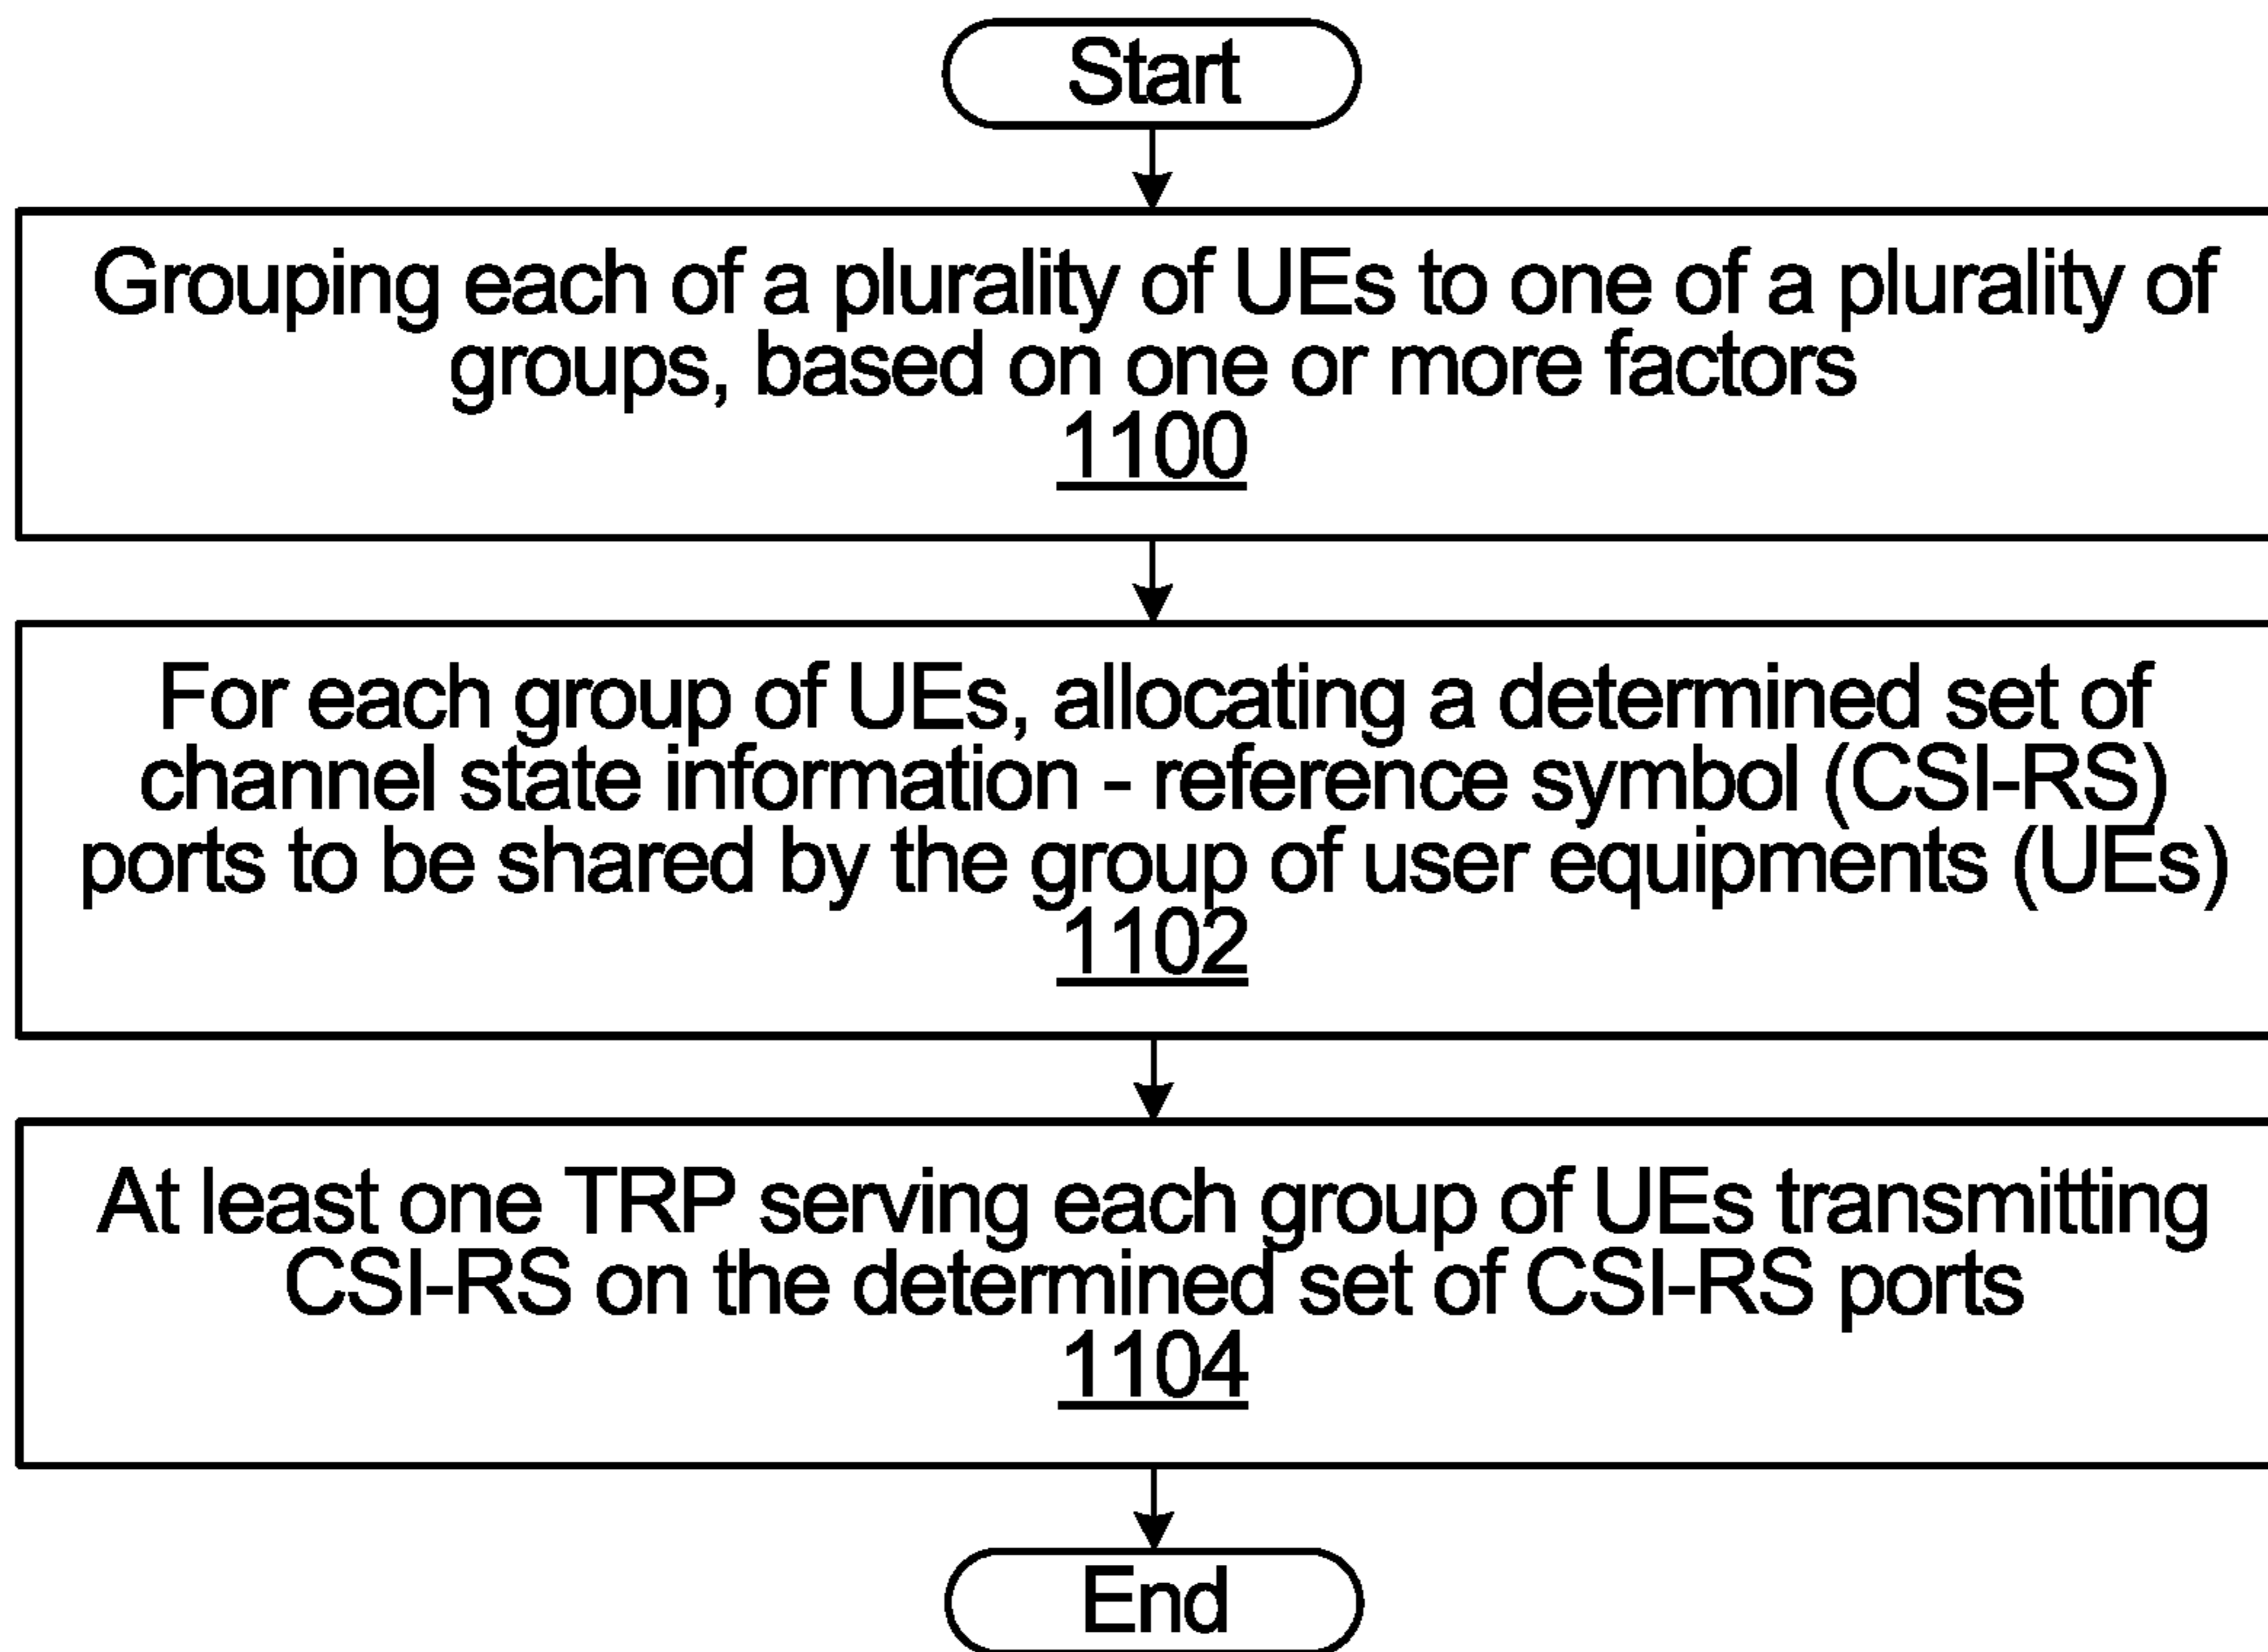 Start
Grouping each of a plurality of UEs to one of a plurality of
groups, based on one or more factors
1100
For each group of UEs, allocating a determined set of
channel state information - reference symbol (CSI-RS)
ports to be shared by the group of user equipments (UEs)
1102
At least one TRP serving each group of UEs transmitting
CSI-RS on the determined set of CSI-RS ports
1104
End